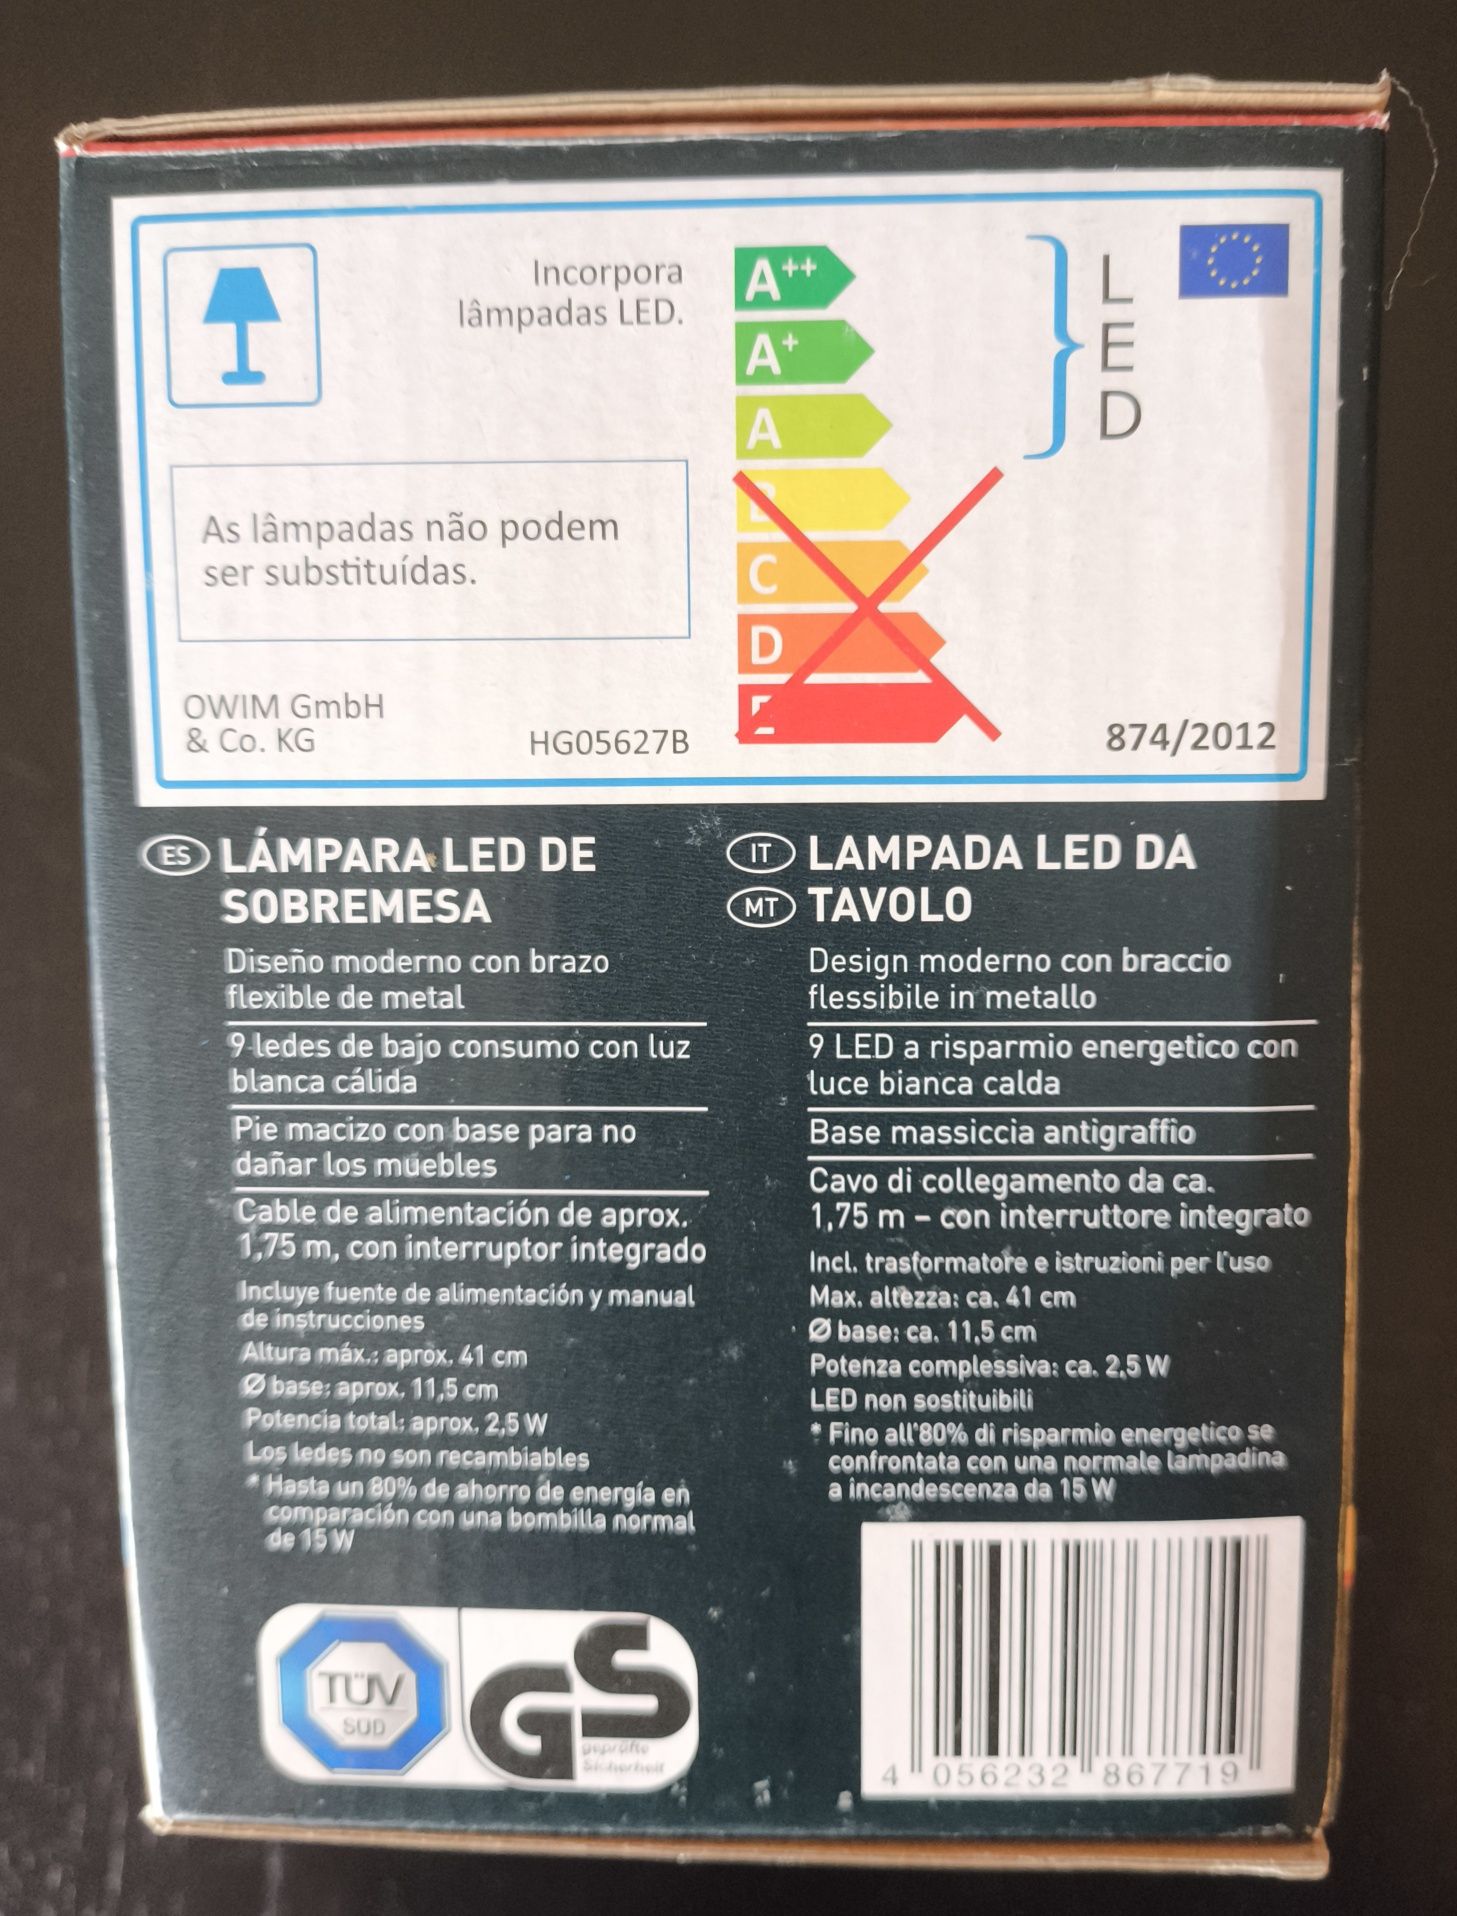 Incorpora
lâmpadas LED.
A++
A+
A
B
C
D
E
L
E
D
As lâmpadas não podem
ser substituídas.
OWIM GmbH
& Co. KG
HG05627B
874/2012
ES LÁMPARA LED DE
SOBREMESA
Diseño moderno con brazo
flexible de metal
9 ledes de bajo consumo con luz
blanca cálida
Pie macizo con base para no
dañar los muebles
Cable de alimentación de aprox.
1,75 m, con interruptor integrado
Incluye fuente de alimentación y manual
de instrucciones
Altura máx.: aprox. 41 cm
Ø base: aprox. 11,5 cm
Potencia total: aprox. 2,5 W
Los ledes no son recambiables
* Hasta un 80% de ahorro de energía en
comparación con una bombilla normal
de 15 W
IT LAMPADA LED DA
MT TAVOLO
Design moderno con braccio
flessibile in metallo
9 LED a risparmio energetico con
luce bianca calda
Base massiccia antigraffio
Cavo di collegamento da ca.
1,75 m – con interruttore integrato
Incl. trasformatore e istruzioni per l'uso
Max. altezza: ca. 41 cm
Ø base: ca. 11,5 cm
Potenza complessiva: ca. 2,5 W
LED non sostituibili
* Fino all'80% di risparmio energetico se
confrontata con una normale lampadina
a incandescenza da 15 W
TÜV
SÜD
GS
geprüfte
Sicherheit
4 056232 867719